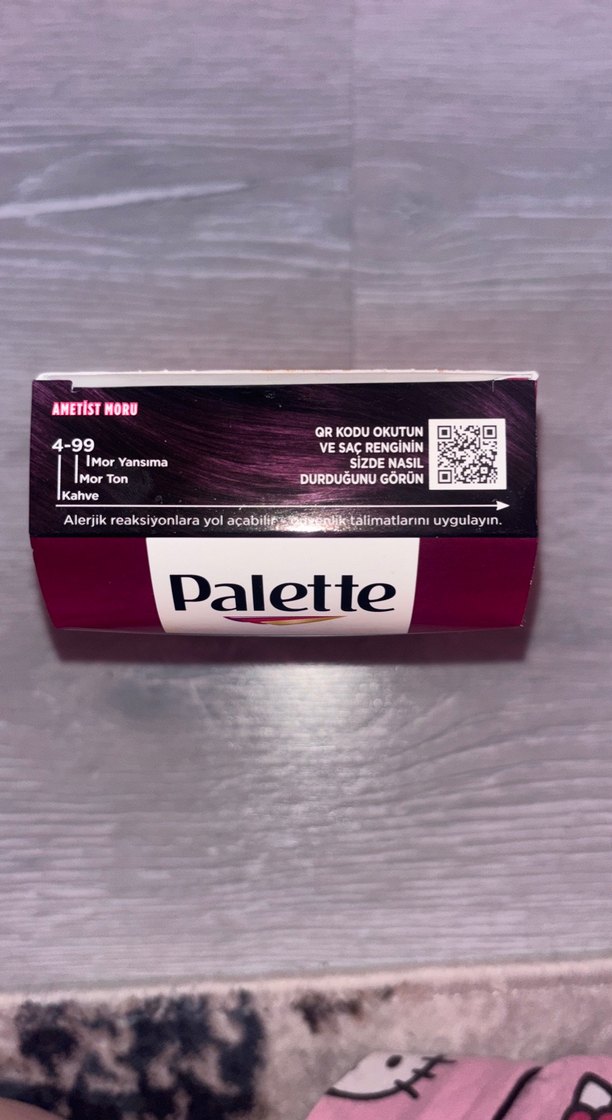 AMETİST MORU
4-99
Mor Yansıma
Mor Ton
Kahve
QR KODU OKUTUN
VE SAÇ RENGİNİN
SİZDE NASIL
DURDUĞUNU GÖRÜN
Alerjik reaksiyonlara yol açabilir - güvenlik talimatlarını uygulayın.
Palette